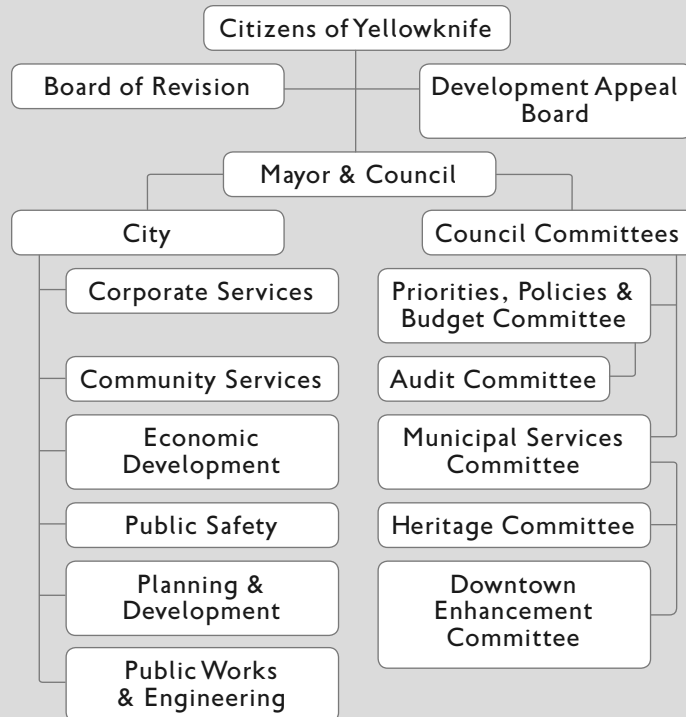 Citizens of Yellowknife
Board of Revision
Development Appeal
Board
Mayor & Council
City
Council Committees
Corporate Services
Priorities, Policies &
Budget Committee
Community Services
Audit Committee
Economic
Development
Municipal Services
Committee
Public Safety
Heritage Committee
Planning &
Development
Downtown
Enhancement
Committee
Public Works
& Engineering